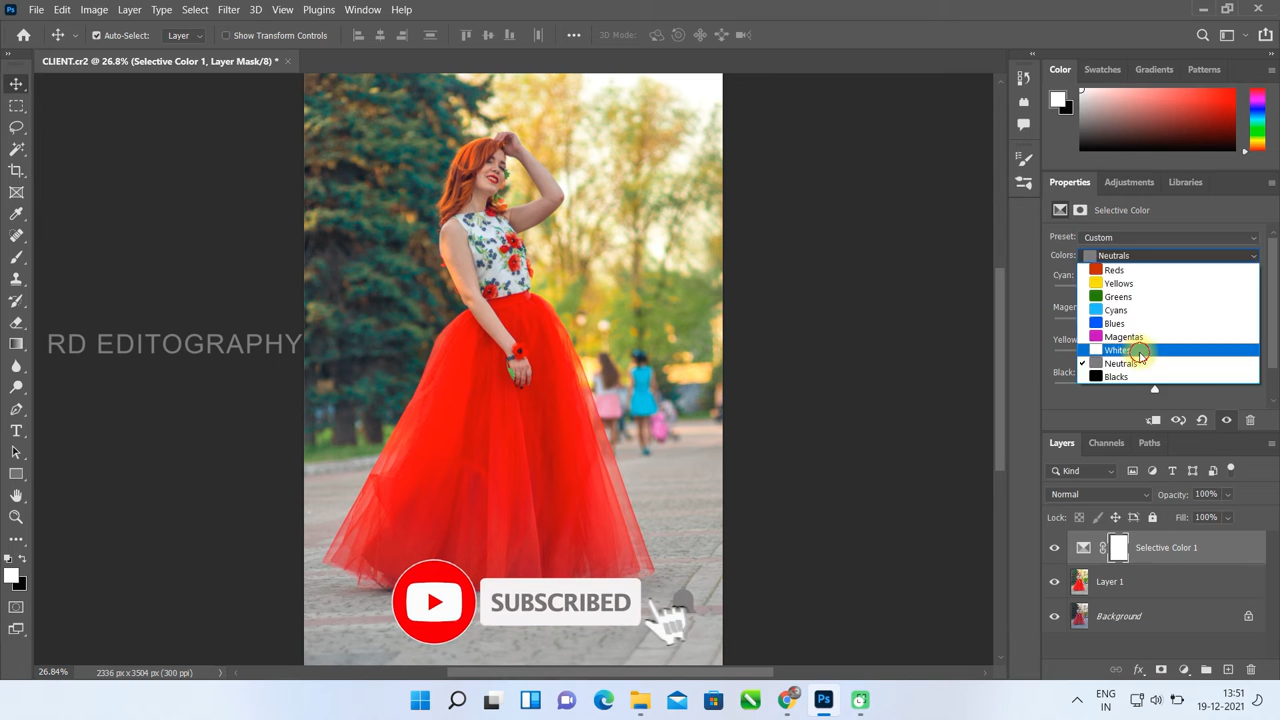 Ps File Edit Image Layer Type Select Filter 3D View Plugins Window Help
Auto-Select: Layer Show Transform Controls 3D Mode:
CLIENT.cr2 @ 26.8% (Selective Color 1, Layer Mask/8) *
Color Swatches Gradients Patterns
Properties Adjustments Libraries
Selective Color
Preset: Custom
Colors: Neutrals
Reds
Cyan:
Yellows
Greens
Magen
Cyans
Blues
Yellow
Magentas
Whites
Neutrals
Black:
Blacks
RD EDITOGRAPHY
Layers Channels Paths
Kind
Normal Opacity: 100%
Lock: Fill: 100%
Selective Color 1
Layer 1
Background
SUBSCRIBED
26.84% 2336 px x 3504 px (300 ppi)
Ps
ENG
IN
13:51
19-12-2021